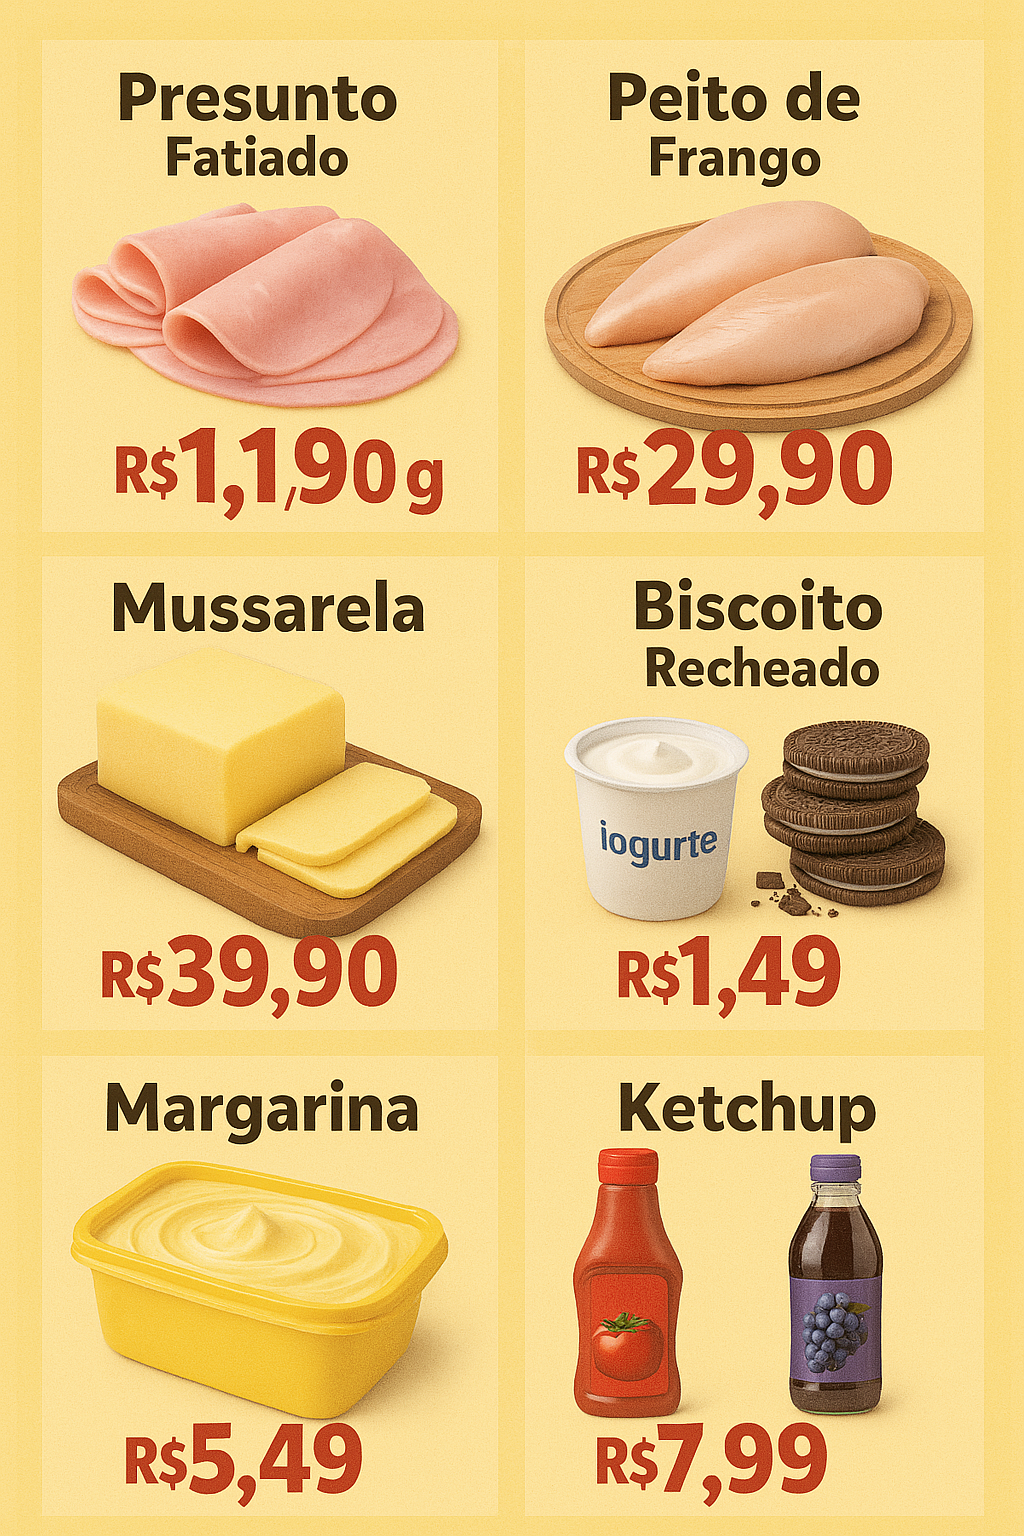 Presunto
Fatiado
R$1,1,90 g
Peito de
Frango
R$29,90
Mussarela
R$39,90
Biscoito
Recheado
iogurte
R$1,49
Margarina
R$5,49
Ketchup
R$7,99